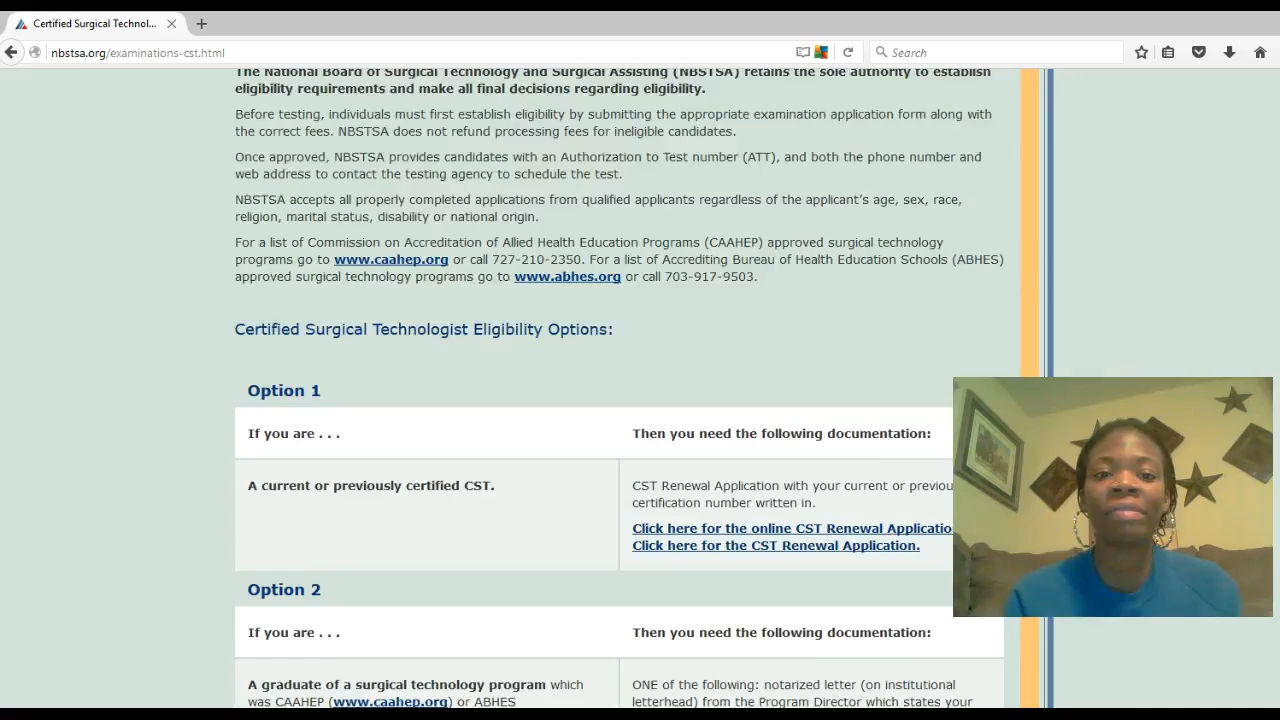 Certified Surgical Technol...
nbstsa.org/examinations-cst.html
Search
The National Board of Surgical Technology and Surgical Assisting (NBSTSA) retains the sole authority to establish
eligibility requirements and make all final decisions regarding eligibility.
Before testing, individuals must first establish eligibility by submitting the appropriate examination application form along with
the correct fees. NBSTSA does not refund processing fees for ineligible candidates.
Once approved, NBSTSA provides candidates with an Authorization to Test number (ATT), and both the phone number and
web address to contact the testing agency to schedule the test.
NBSTSA accepts all properly completed applications from qualified applicants regardless of the applicant’s age, sex, race,
religion, marital status, disability or national origin.
For a list of Commission on Accreditation of Allied Health Education Programs (CAAHEP) approved surgical technology
programs go to www.caahep.org or call 727-210-2350. For a list of Accrediting Bureau of Health Education Schools (ABHES)
approved surgical technology programs go to www.abhes.org or call 703-917-9503.
Certified Surgical Technologist Eligibility Options:
Option 1
If you are . . .
Then you need the following documentation:
A current or previously certified CST.
CST Renewal Application with your current or previou
certification number written in.
Click here for the online CST Renewal Applicatio
Click here for the CST Renewal Application.
Option 2
If you are . . .
Then you need the following documentation:
A graduate of a surgical technology program which
was CAAHEP (www.caahep.org) or ABHES
ONE of the following: notarized letter (on institutional
letterhead) from the Program Director which states your